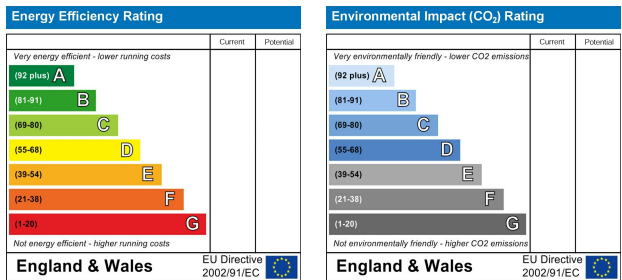 Energy Efficiency Rating
Current Potential
Very energy efficient - lower running costs
(92 plus) A
(81-91) B
(69-80) C
(55-68) D
(39-54) E
(21-38) F
(1-20) G
Not energy efficient - higher running costs
England & Wales
EU Directive
2002/91/EC
Environmental Impact (CO₂) Rating
Current Potential
Very environmentally friendly - lower CO2 emissions
(92 plus) A
(81-91) B
(69-80) C
(55-68) D
(39-54) E
(21-38) F
(1-20) G
Not environmentally friendly - higher CO2 emissions
England & Wales
EU Directive
2002/91/EC